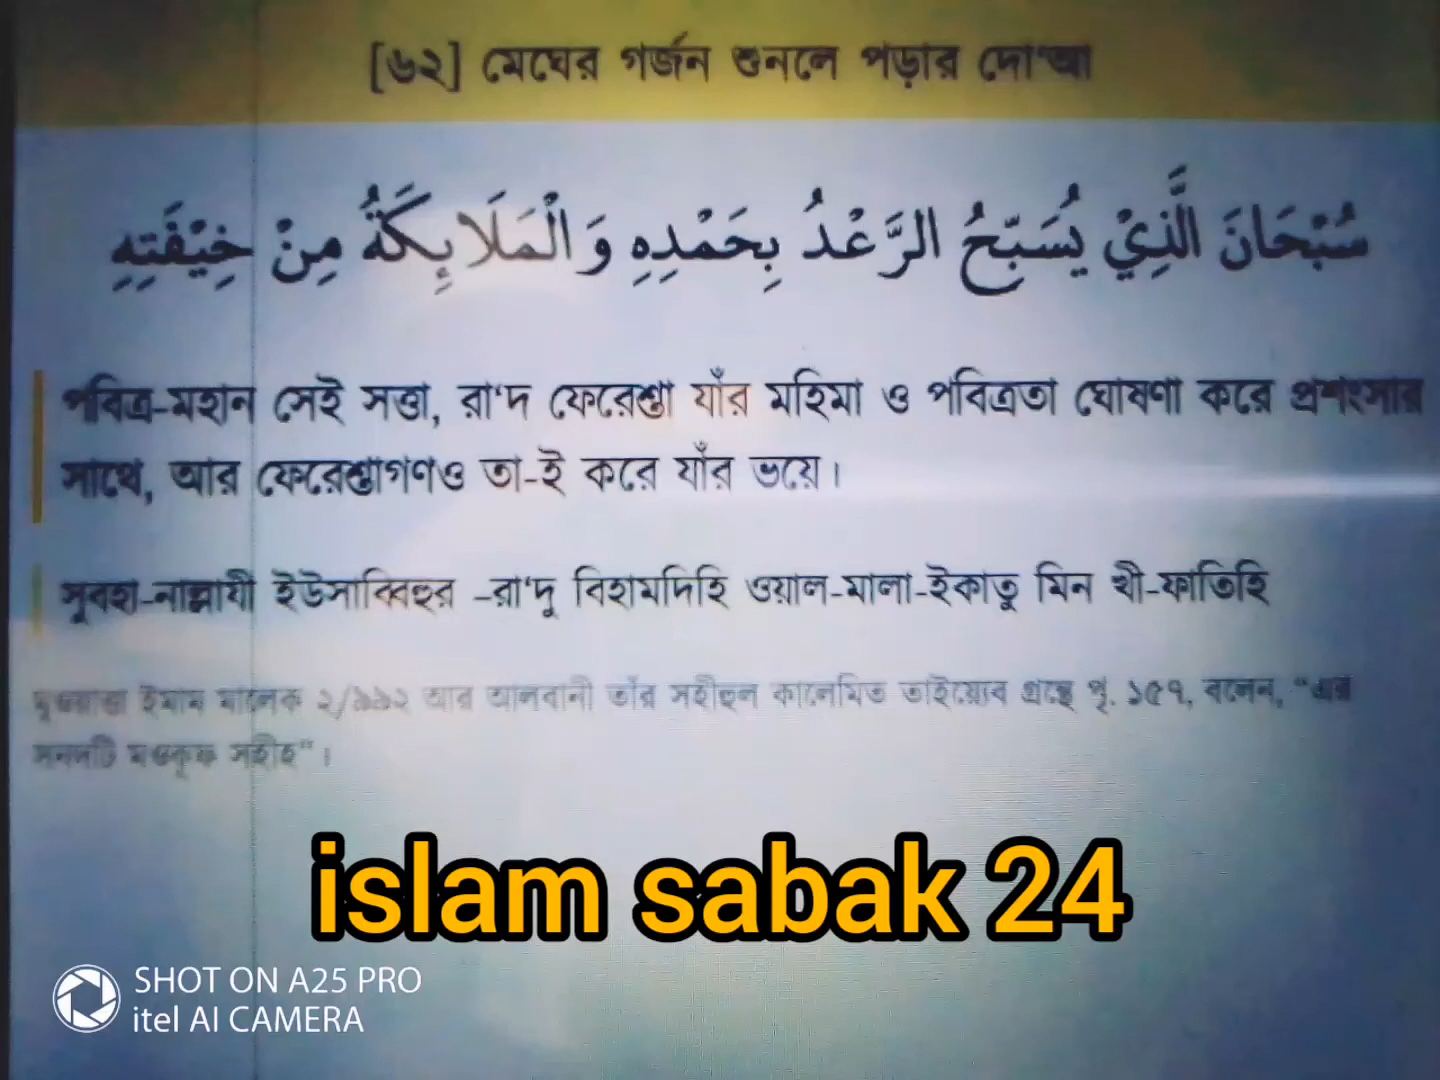 [৬২] মেঘের গর্জন শুনলে পড়ার দো‘আ
سُبْحَانَ الَّذِيْ يُسَبِّحُ الرَّعْدُ بِحَمْدِهِ وَالْمَلَابِكَةُ مِنْ خِيْفَتِهِ
পবিত্র-মহান সেই সত্তা, রা‘দ ফেরেশ্তা যাঁর মহিমা ও পবিত্রতা ঘোষণা করে প্রশংসার
সাথে, আর ফেরেশ্তাগণও তা-ই করে যাঁর ভয়ে।
সুবহা-নাল্লাযী ইউসাব্বিহুর –রা‘দু বিহামদিহি ওয়াল-মালা-ইকাতু মিন খী-ফাতিহি
মুওয়াত্তা ইমাম মালেক ২/৯৯২ আর আলবানী তাঁর সহীহুল কালেমিত তাইয়্যেব গ্রন্থে পৃ. ১৫৭, বলেন, “এর
সনদটি মওকূফ সহীহ”।
islam sabak 24
SHOT ON A25 PRO
itel AI CAMERA